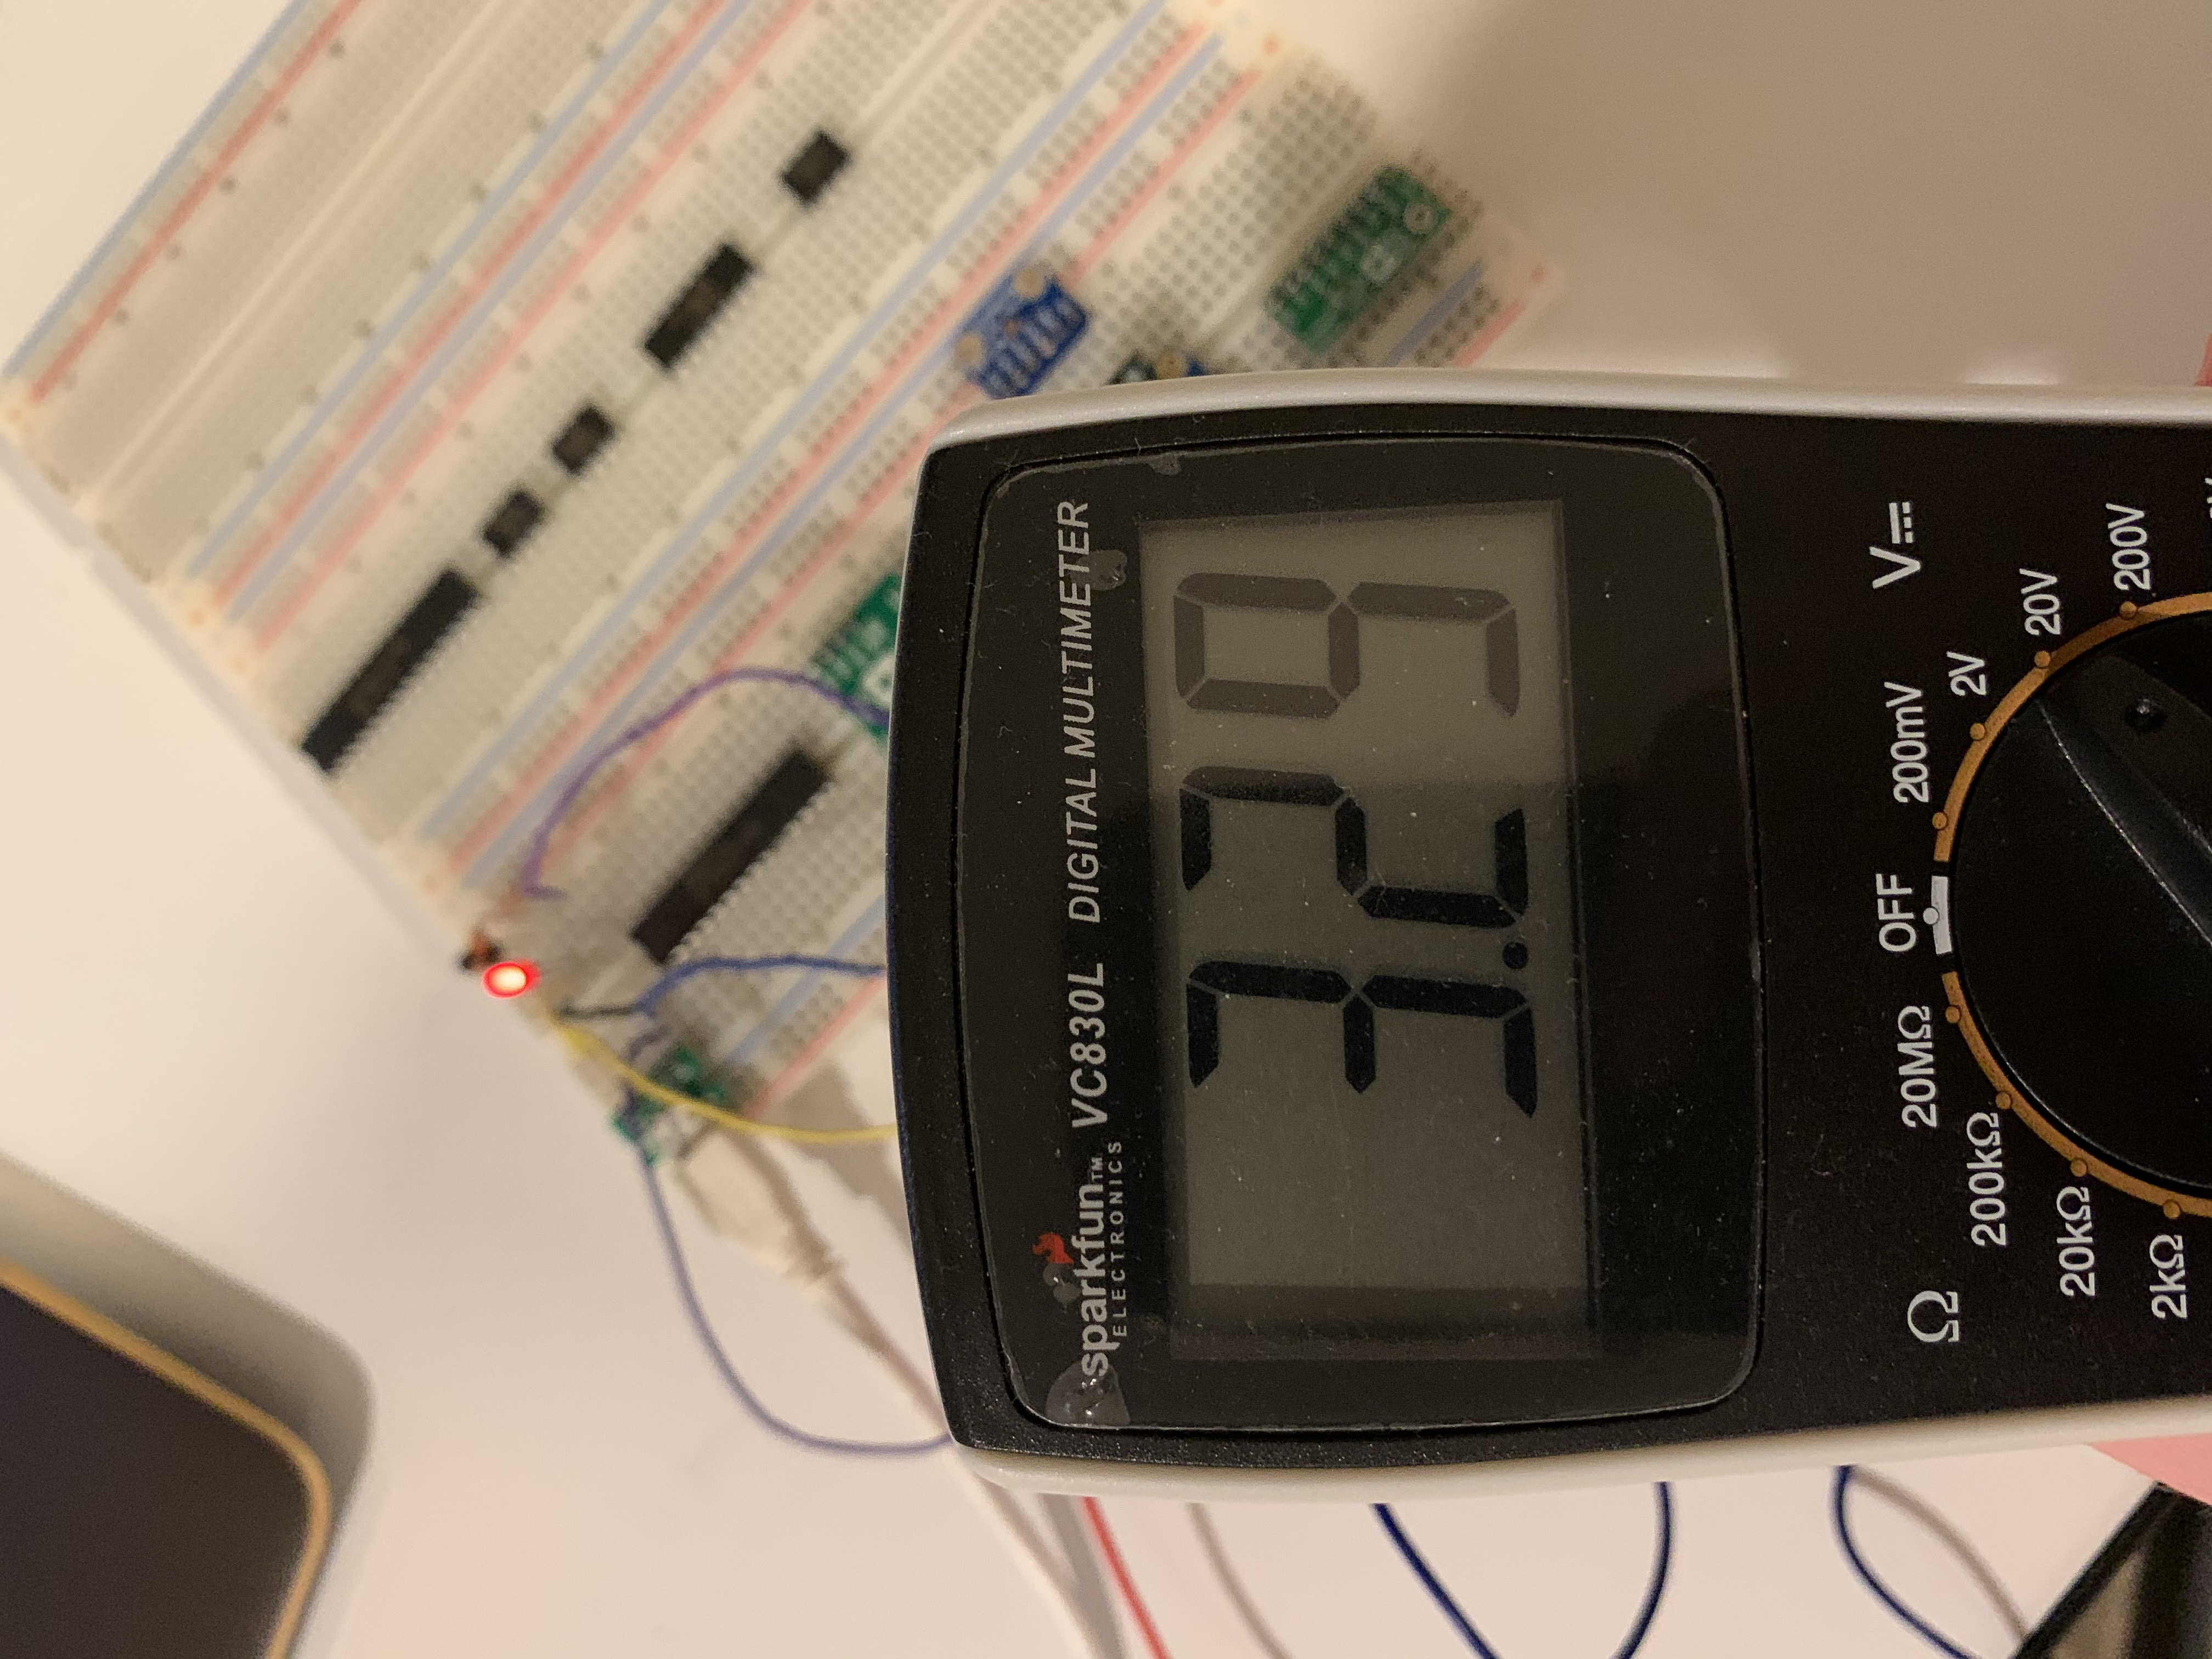 sparkfun™ VC830L DIGITAL MULTIMETER
ELECTRONICS
3.29
Ω 20MΩ OFF 200mV V⎓
200kΩ 2V
20kΩ 20V
2kΩ 200V